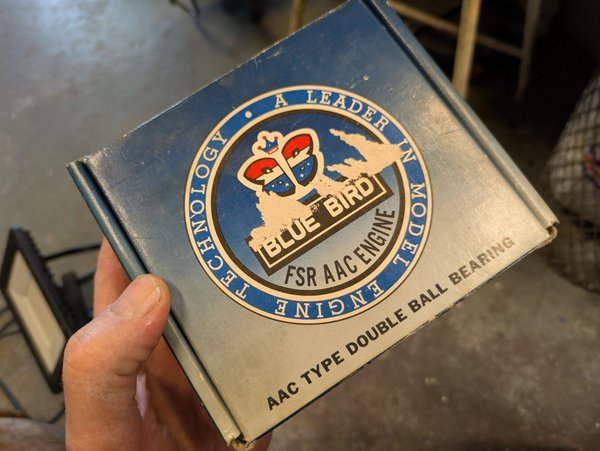 A LEADER IN MODEL ENGINE TECHNOLOGY
BLUE BIRD
FSR AAC ENGINE
AAC TYPE DOUBLE BALL BEARING